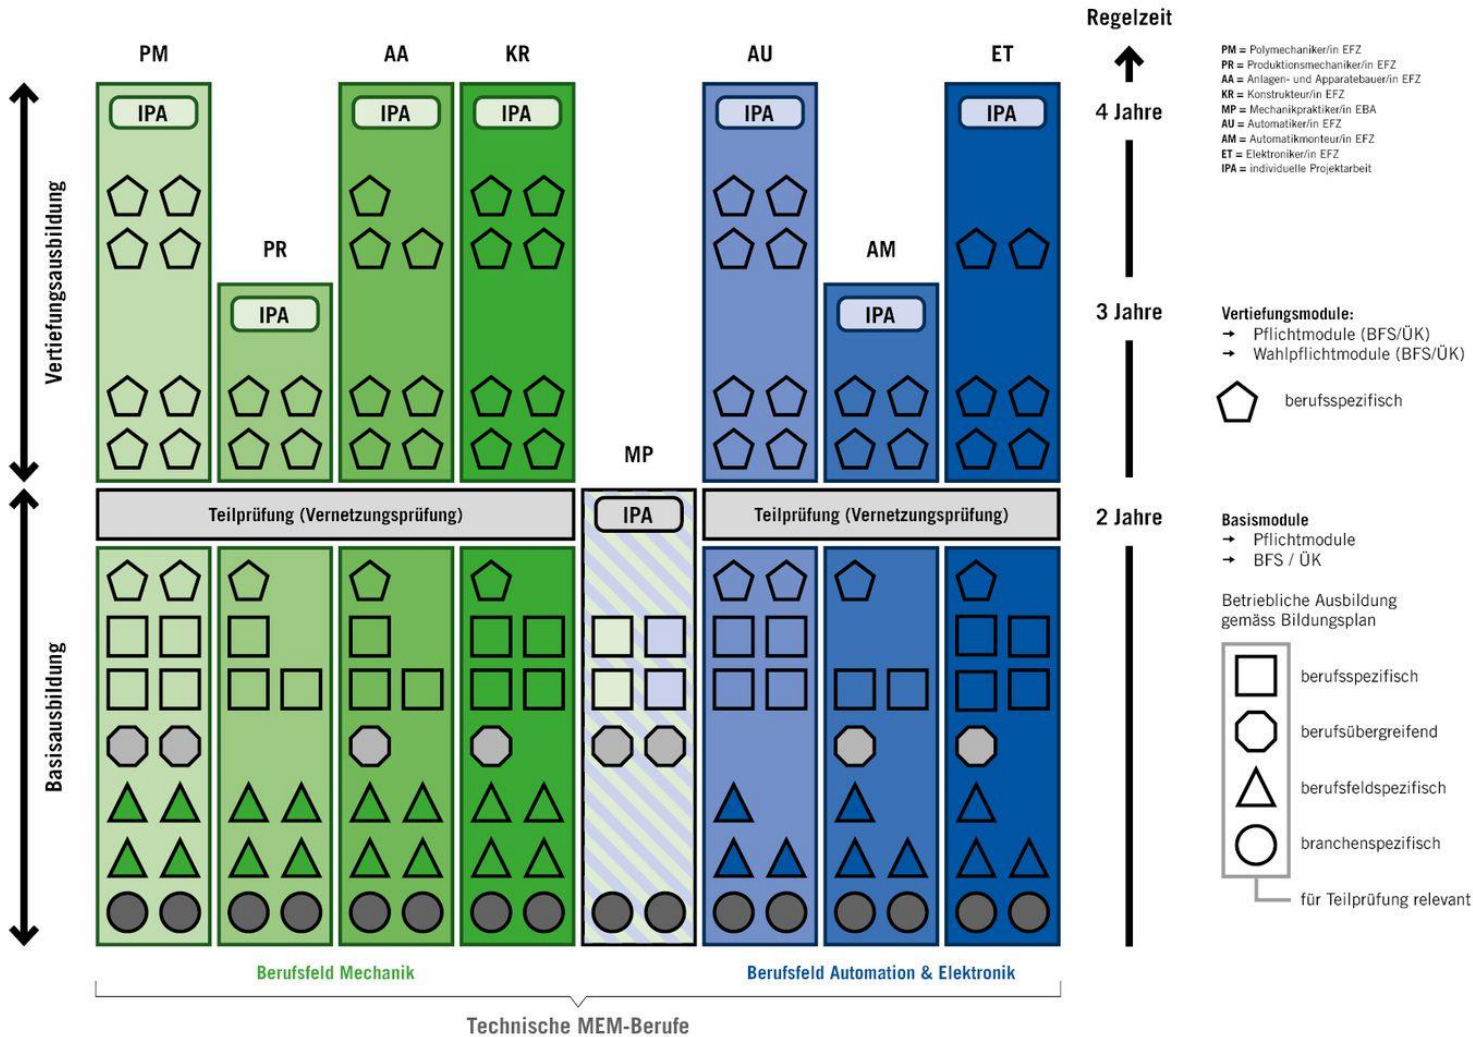 Regelzeit
PM
AA
KR
AU
ET
PM = Polymechaniker/in EFZ
PR = Produktionsmechaniker/in EFZ
AA = Anlagen- und Apparatebauer/in EFZ
KR = Konstrukteur/in EFZ
MP = Mechanikpraktiker/in EBA
AU = Automatiker/in EFZ
AM = Automatikmonteur/in EFZ
ET = Elektroniker/in EFZ
IPA = individuelle Projektarbeit
IPA
IPA
IPA
IPA
IPA
4 Jahre
Vertiefungsausbildung
PR
AM
IPA
IPA
3 Jahre
Vertiefungsmodule:
→ Pflichtmodule (BFS/ÜK)
→ Wahlpflichtmodule (BFS/ÜK)
berufsspezifisch
MP
Teilprüfung (Vernetzungsprüfung)
IPA
Teilprüfung (Vernetzungsprüfung)
2 Jahre
Basismodule
→ Pflichtmodule
→ BFS / ÜK
Betriebliche Ausbildung
gemäss Bildungsplan
Basisausbildung
berufsspezifisch
berufsübergreifend
berufsfeldspezifisch
branchenspezifisch
für Teilprüfung relevant
Berufsfeld Mechanik
Berufsfeld Automation & Elektronik
Technische MEM-Berufe